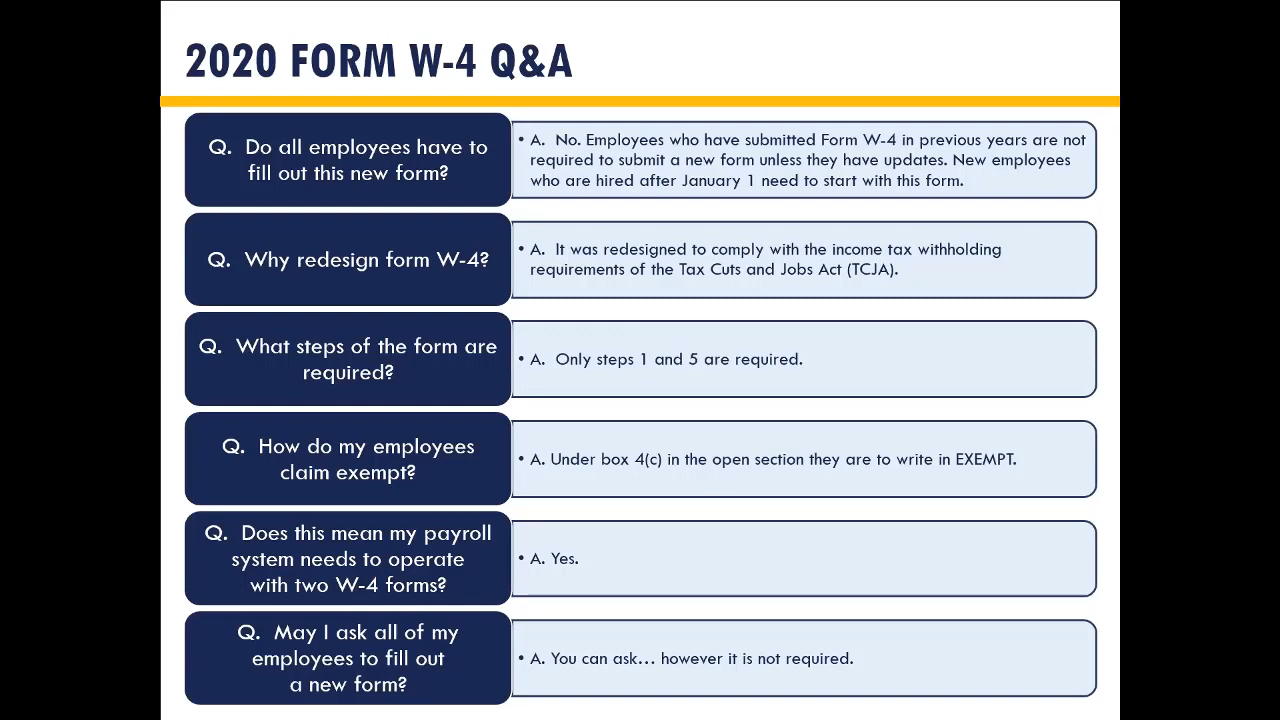 2020 FORM W-4 Q&A
Q. Do all employees have to
fill out this new form?
• A. No. Employees who have submitted Form W-4 in previous years are not
required to submit a new form unless they have updates. New employees
who are hired after January 1 need to start with this form.
Q. Why redesign form W-4?
• A. It was redesigned to comply with the income tax withholding
requirements of the Tax Cuts and Jobs Act (TCJA).
Q. What steps of the form are
required?
• A. Only steps 1 and 5 are required.
Q. How do my employees
claim exempt?
• A. Under box 4(c) in the open section they are to write in EXEMPT.
Q. Does this mean my payroll
system needs to operate
with two W-4 forms?
• A. Yes.
Q. May I ask all of my
employees to fill out
a new form?
• A. You can ask... however it is not required.